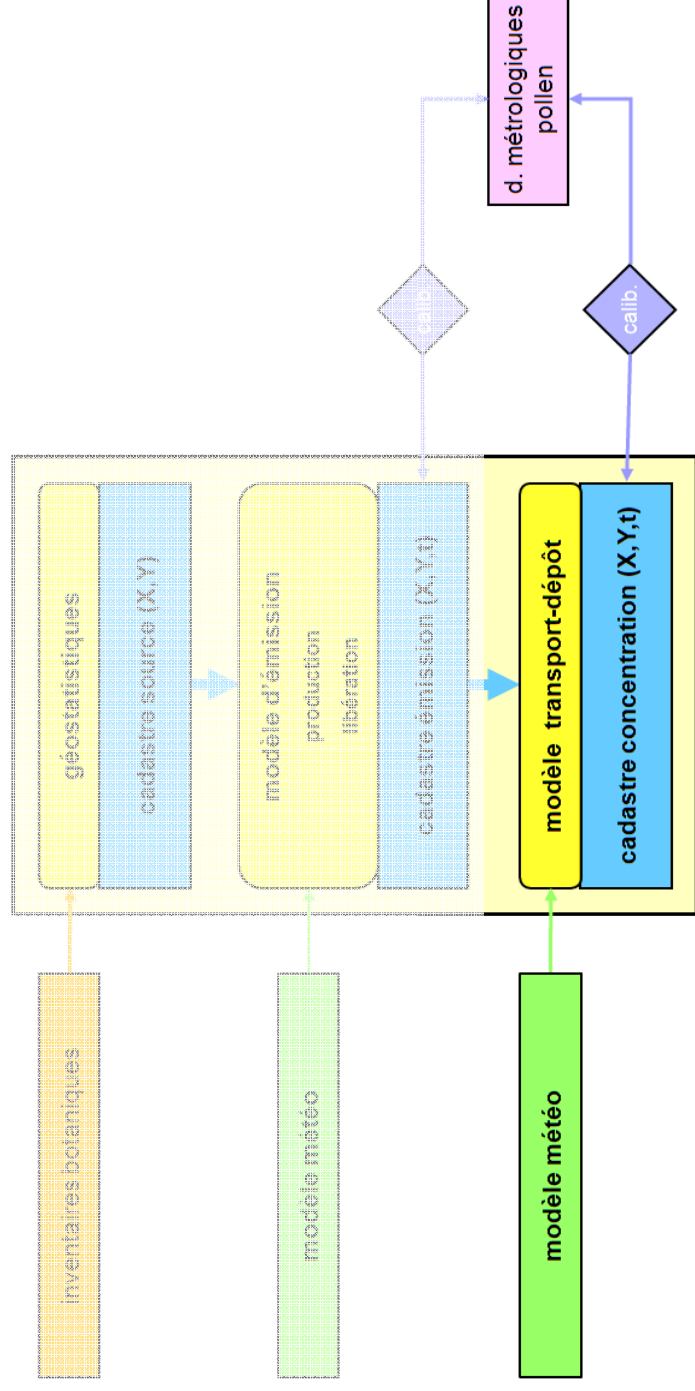 inventaires botaniques
géostatistiques
cadastre source (X,Y)
modèle météo
modèle d'émission
production
libération
cadastre émission (X,Y,t)
calib.
modèle météo
modèle transport-dépôt
cadastre concentration (X,Y,t)
calib.
d. métrologiques
pollen